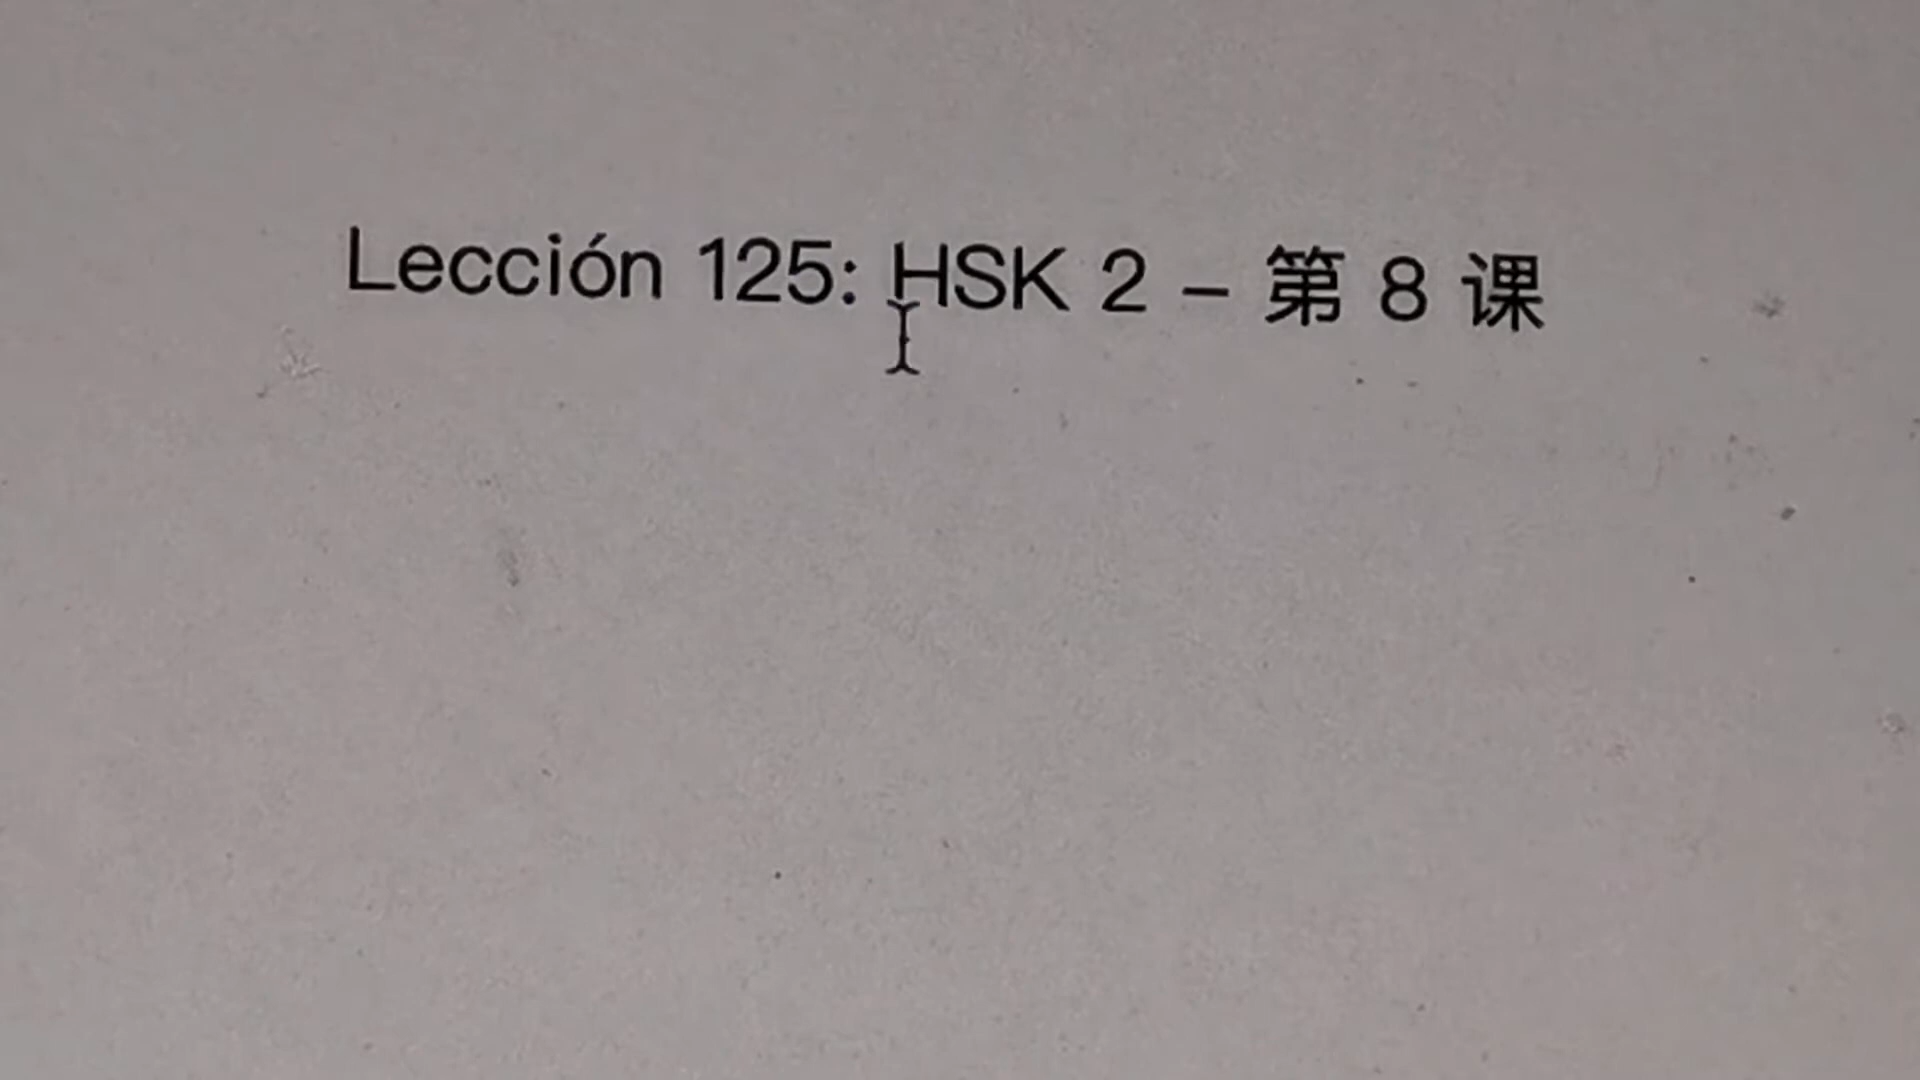 Lección 125: HSK 2 – 第 8 课